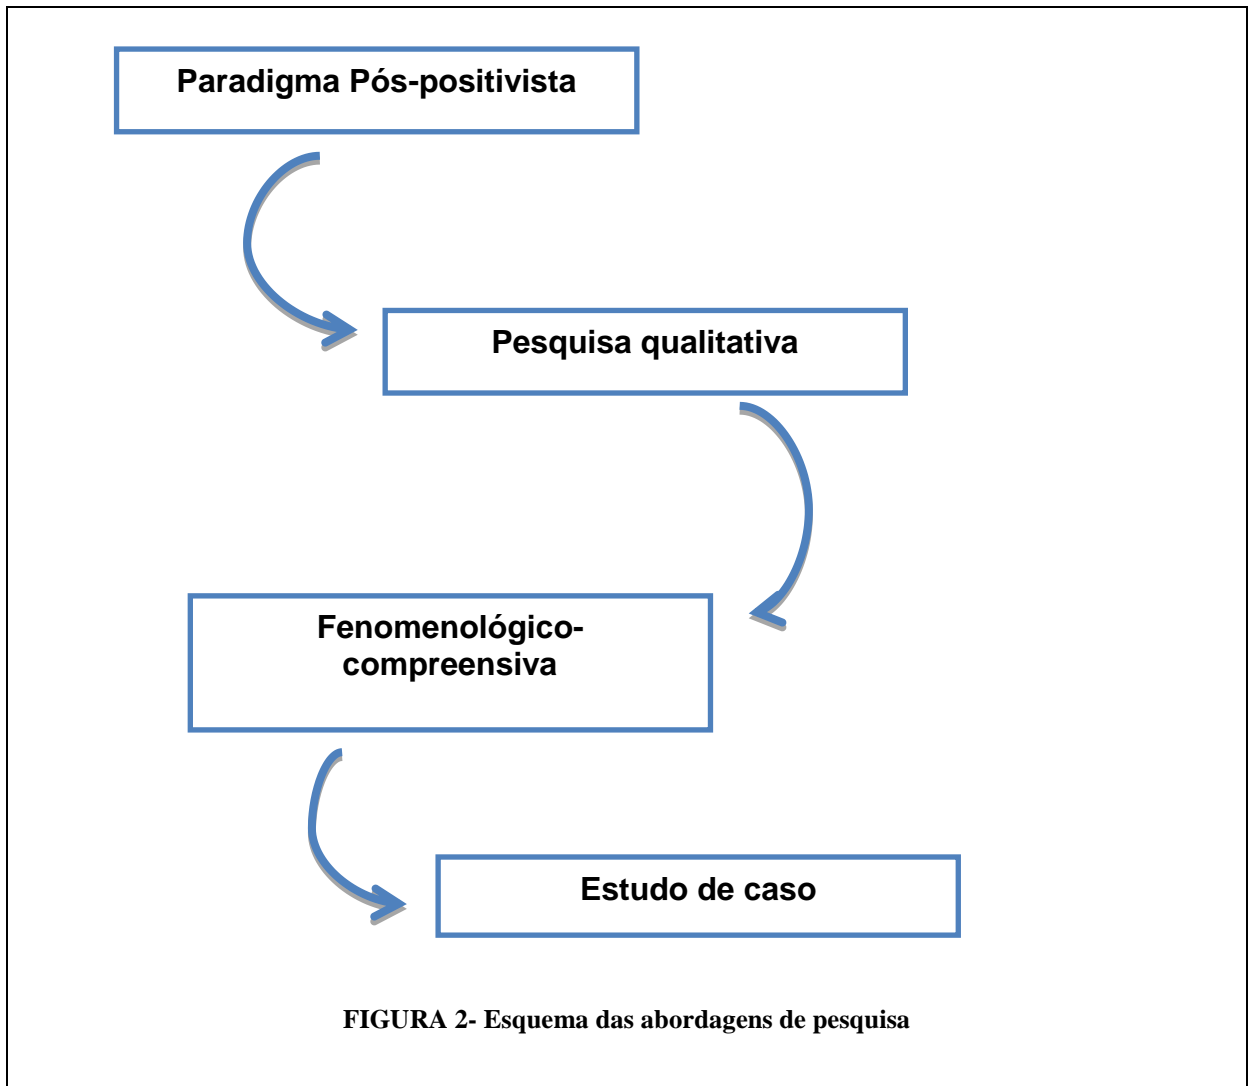 Paradigma Pós-positivista
Pesquisa qualitativa
Fenomenológico-
compreensiva
Estudo de caso
FIGURA 2- Esquema das abordagens de pesquisa